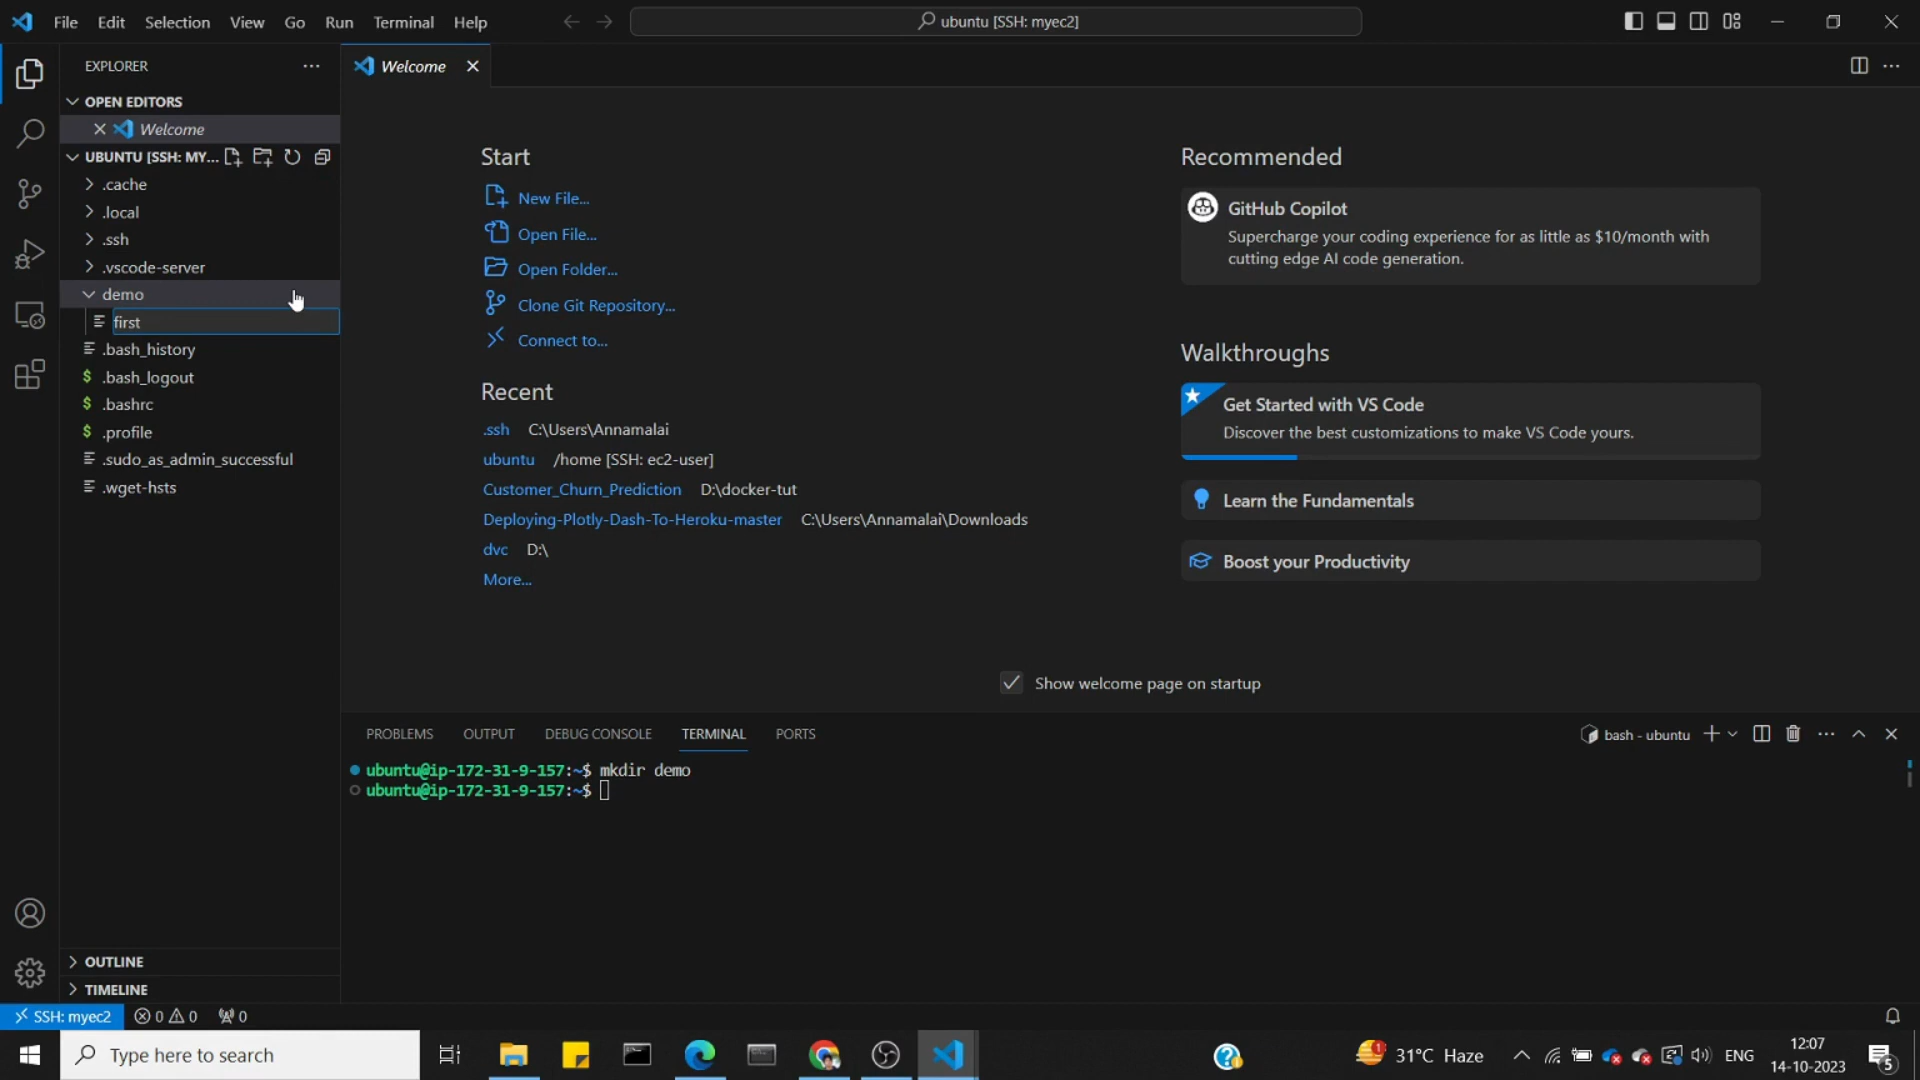 File Edit Selection View Go Run Terminal Help
ubuntu [SSH: myec2]
EXPLORER
OPEN EDITORS
Welcome
UBUNTU [SSH: MY...
.cache
.local
.ssh
.vscode-server
demo
first
.bash_history
.bash_logout
.bashrc
.profile
.sudo_as_admin_successful
.wget-hsts
OUTLINE
TIMELINE
Welcome
Start
New File...
Open File...
Open Folder...
Clone Git Repository...
Connect to...
Recent
.ssh C:\Users\Annamalai
ubuntu /home [SSH: ec2-user]
Customer_Churn_Prediction D:\docker-tut
Deploying-Plotly-Dash-To-Heroku-master C:\Users\Annamalai\Downloads
dvc D:\
More...
Recommended
GitHub Copilot
Supercharge your coding experience for as little as $10/month with
cutting edge AI code generation.
Walkthroughs
Get Started with VS Code
Discover the best customizations to make VS Code yours.
Learn the Fundamentals
Boost your Productivity
Show welcome page on startup
PROBLEMS OUTPUT DEBUG CONSOLE TERMINAL PORTS
bash - ubuntu
ubuntu@ip-172-31-9-157:~$ mkdir demo
ubuntu@ip-172-31-9-157:~$
SSH: myec2 0 0 0
Type here to search
31°C Haze
ENG
12:07
14-10-2023
5